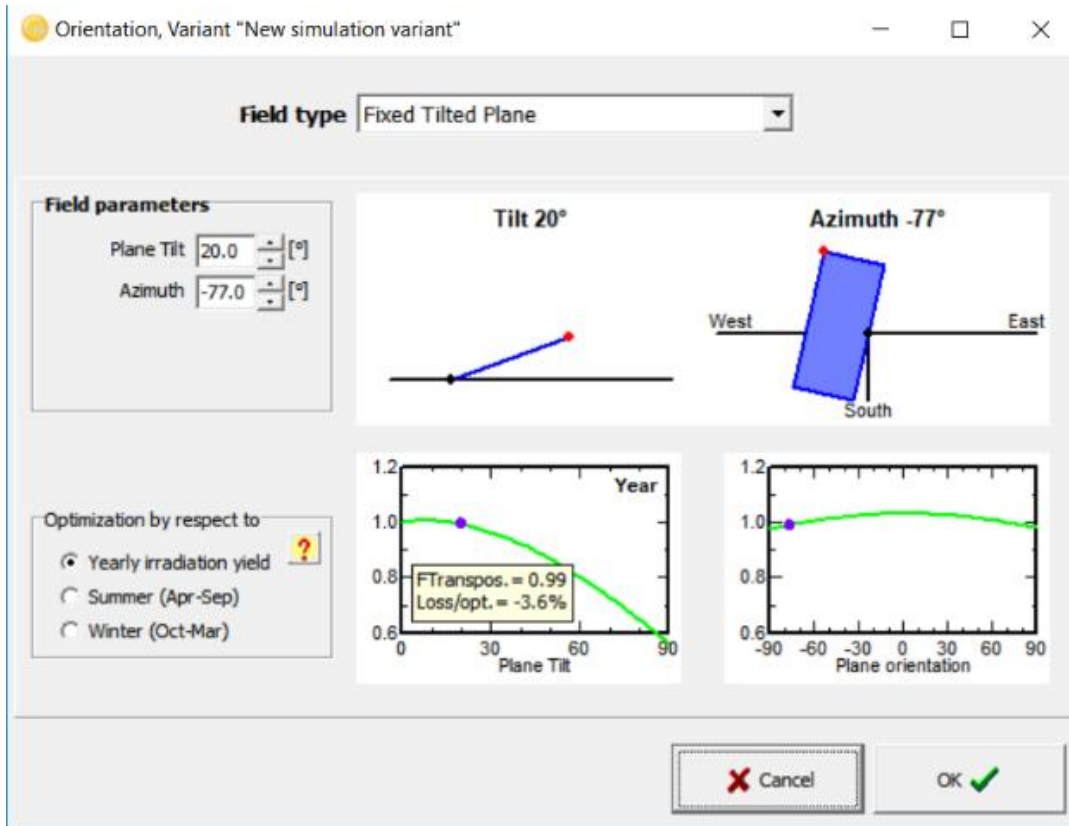 Orientation, Variant "New simulation variant"
Field type Fixed Tilted Plane
Field parameters
Plane Tilt 20.0 [°]
Azimuth -77.0 [°]
Tilt 20°
Azimuth -77°
West
East
South
Optimization by respect to
Yearly irradiation yield
Summer (Apr-Sep)
Winter (Oct-Mar)
?
1.2
1.0
0.8
0.6
Year
FTranspos. = 0.99
Loss/opt. = -3.6%
0 30 60 90
Plane Tilt
1.2
1.0
0.8
0.6
-90 -60 -30 0 30 60 90
Plane orientation
Cancel
OK